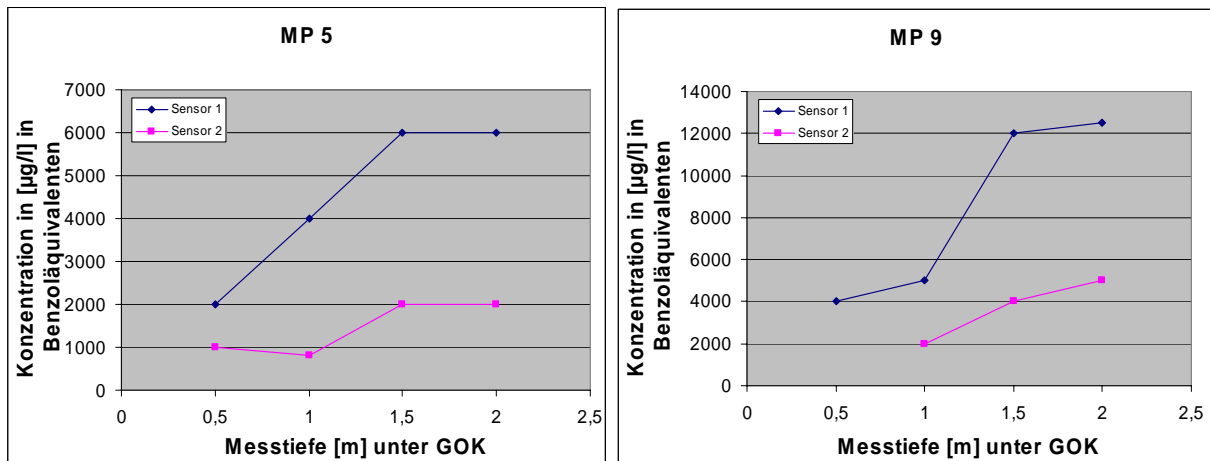 MP 5
Konzentration in [µg/l] in
Benzoläquivalenten
7000
6000
5000
4000
3000
2000
1000
0
Sensor 1
Sensor 2
0
0,5
1
1,5
2
2,5
Messtiefe [m] unter GOK
MP 9
Konzentration in [µg/l] in
Benzoläquivalenten
14000
12000
10000
8000
6000
4000
2000
0
Sensor 1
Sensor 2
0
0,5
1
1,5
2
2,5
Messtiefe [m] unter GOK